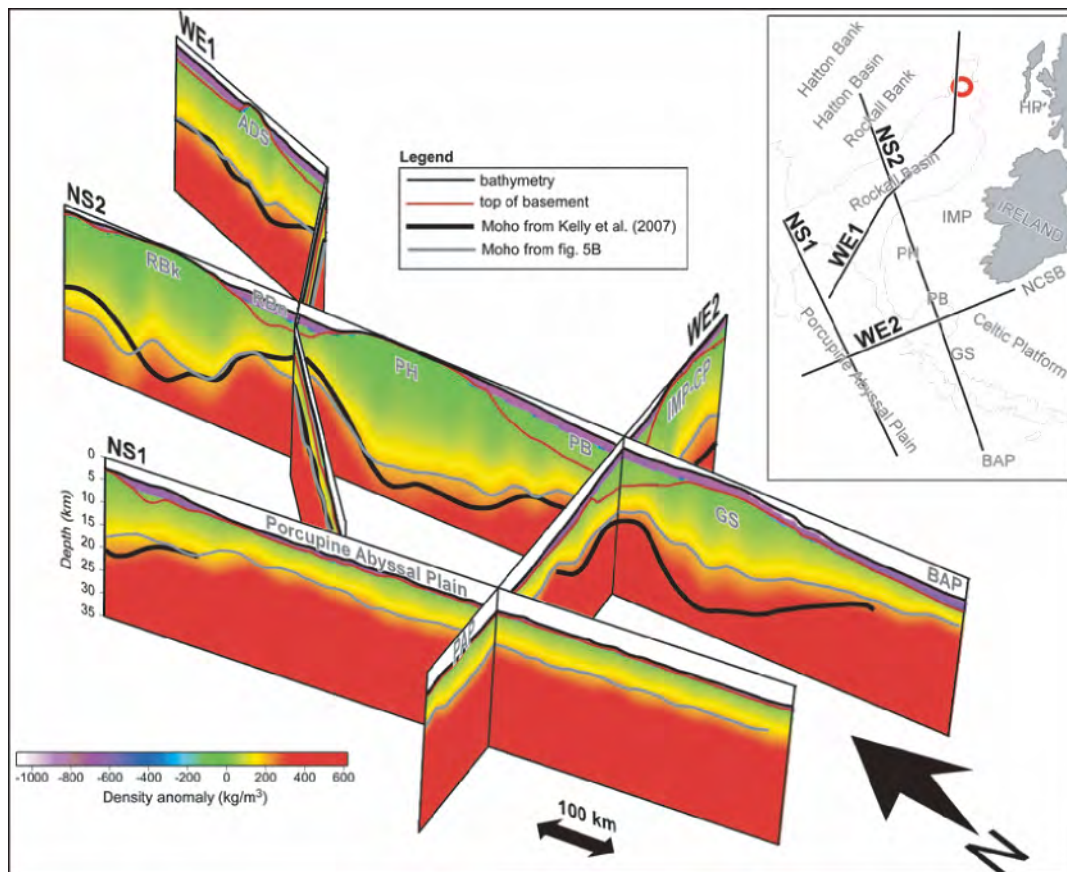 WE1
ADS
NS2
RBk
RBn
PH
PB
WE2
IMP-CP
GS
BAP
NS1
Porcupine Abyssal Plain
PAP
Depth (km)
0
5
10
15
20
25
30
35
Legend
bathymetry
top of basement
Moho from Kelly et al. (2007)
Moho from fig. 5B
Hatton Bank
Hatton Basin
Rockall Bank
HP
NS2
Rockall Basin
IRELAND
IMP
NS1
WE1
PH
NCSB
PB
WE2
Celtic Platform
GS
Porcupine Abyssal Plain
BAP
-1000 -800 -600 -400 -200 0 200 400 600
Density anomaly (kg/m³)
100 km
N